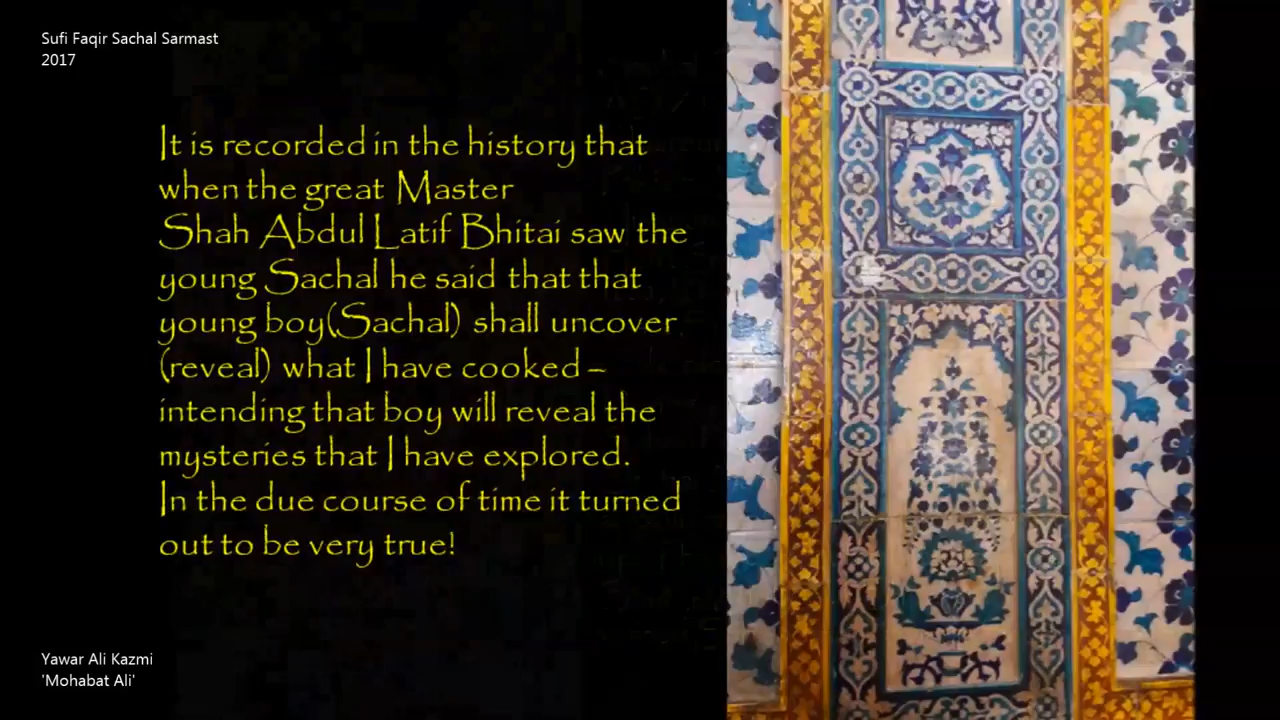 Sufi Faqir Sachal Sarmast
2017
It is recorded in the history that
when the great Master
Shah Abdul Latif Bhitai saw the
young Sachal he said that that
young boy(Sachal) shall uncover
(reveal) what I have cooked –
intending that boy will reveal the
mysteries that I have explored.
In the due course of time it turned
out to be very true!
Yawar Ali Kazmi
'Mohabat Ali'